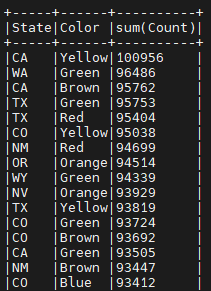 +-----+------+----------+
|State|Color |sum(Count)|
+-----+------+----------+
|CA   |Yellow|100956    |
|WA   |Green |96486     |
|CA   |Brown |95762     |
|TX   |Green |95753     |
|TX   |Red   |95404     |
|CO   |Yellow|95038     |
|NM   |Red   |94699     |
|OR   |Orange|94514     |
|WY   |Green |94339     |
|NV   |Orange|93929     |
|TX   |Yellow|93819     |
|CO   |Green |93724     |
|CO   |Brown |93692     |
|CA   |Green |93505     |
|NM   |Brown |93447     |
|CO   |Blue  |93412     |